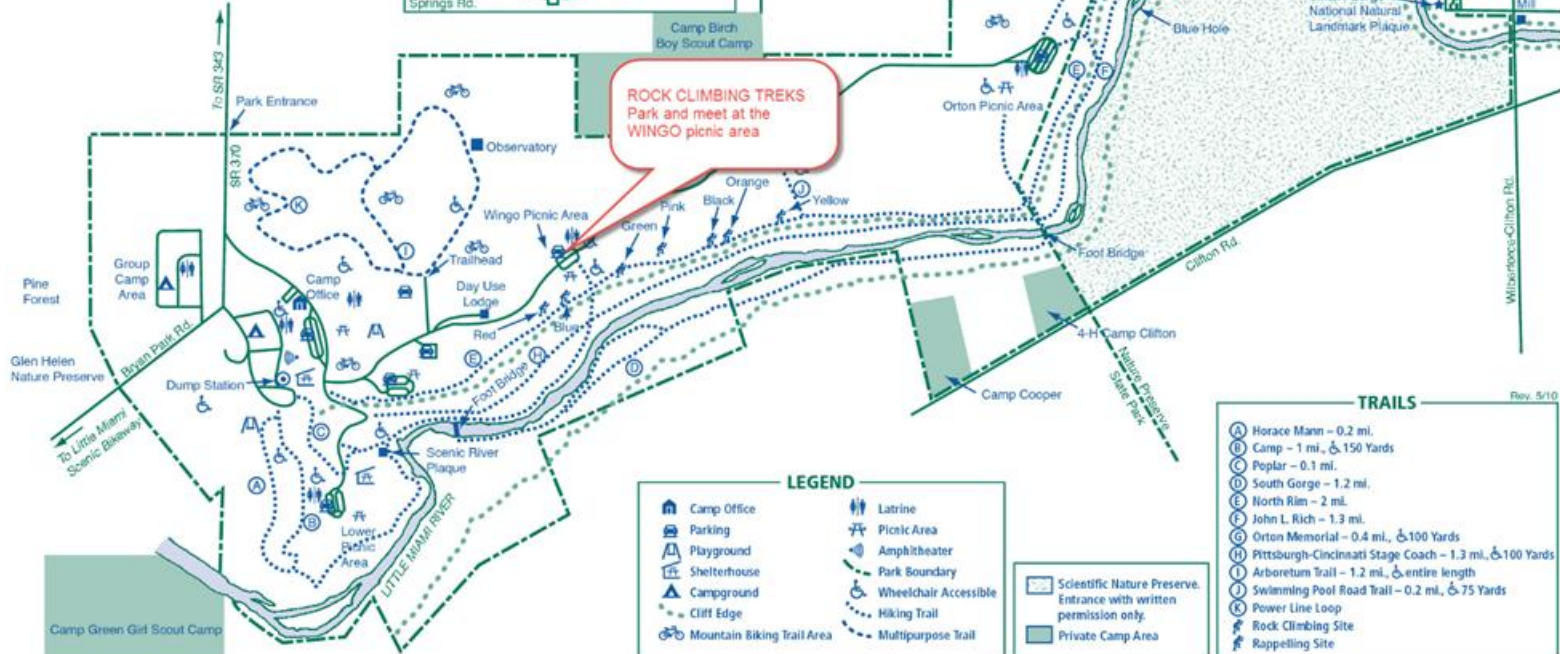 Springs Rd.
Camp Birch
Boy Scout Camp
National Natural
Landmark Plaque
Mill
Blue Hole
To SR 343
Park Entrance
SR 370
ROCK CLIMBING TREKS
Park and meet at the
WINGO picnic area
Orton Picnic Area
E
F
Observatory
K
I
Trailhead
Wingo Picnic Area
Green
Pink
Black
Orange
J
Yellow
Foot Bridge
Clifton Rd.
Wilberforce-Clifton Rd.
Pine
Forest
Group
Camp
Area
Camp
Office
Day Use
Lodge
Red
Blue
E
H
D
Foot Bridge
4-H Camp Clifton
Camp Cooper
Nature Preserve
State Park
Glen Helen
Nature Preserve
Bryan Park Rd.
Dump Station
To Little Miami
Scenic Bikeway
C
A
B
Scenic River
Plaque
Lower
Picnic
Area
LITTLE MIAMI RIVER
Camp Green Girl Scout Camp
LEGEND
Camp Office
Parking
Playground
Shelterhouse
Campground
Cliff Edge
Mountain Biking Trail Area
Latrine
Picnic Area
Amphitheater
Park Boundary
Wheelchair Accessible
Hiking Trail
Multipurpose Trail
Scientific Nature Preserve.
Entrance with written
permission only.
Private Camp Area
Rev. 5/10
TRAILS
A Horace Mann – 0.2 mi.
B Camp – 1 mi., 150 Yards
C Poplar – 0.1 mi.
D South Gorge – 1.2 mi.
E North Rim – 2 mi.
F John L. Rich – 1.3 mi.
G Orton Memorial – 0.4 mi., 100 Yards
H Pittsburgh-Cincinnati Stage Coach – 1.3 mi., 100 Yards
I Arboretum Trail – 1.2 mi., entire length
J Swimming Pool Road Trail – 0.2 mi., 75 Yards
K Power Line Loop
Rock Climbing Site
Rappelling Site